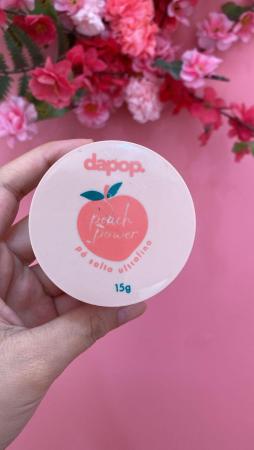 dapop.
peach
power
pó solto ultrafino
15g